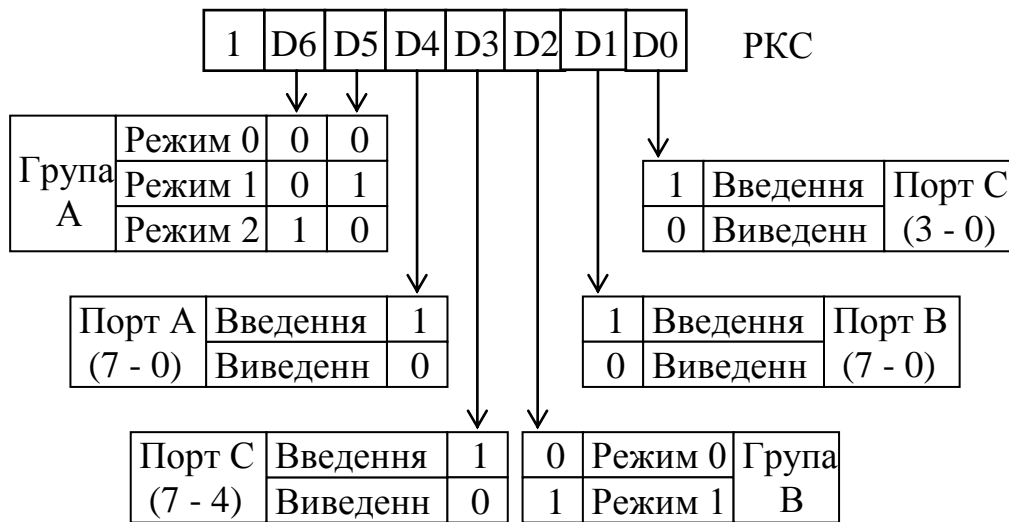 1 D6 D5 D4 D3 D2 D1 D0 РКС
Група А
Режим 0 0 0
Режим 1 0 1
Режим 2 1 0
1 Введення
0 Виведенн
Порт С
(3 - 0)
Порт А
(7 - 0)
Введення 1
Виведенн 0
1 Введення
0 Виведенн
Порт В
(7 - 0)
Порт С
(7 - 4)
Введення 1
Виведенн 0
0 Режим 0
1 Режим 1
Група
В